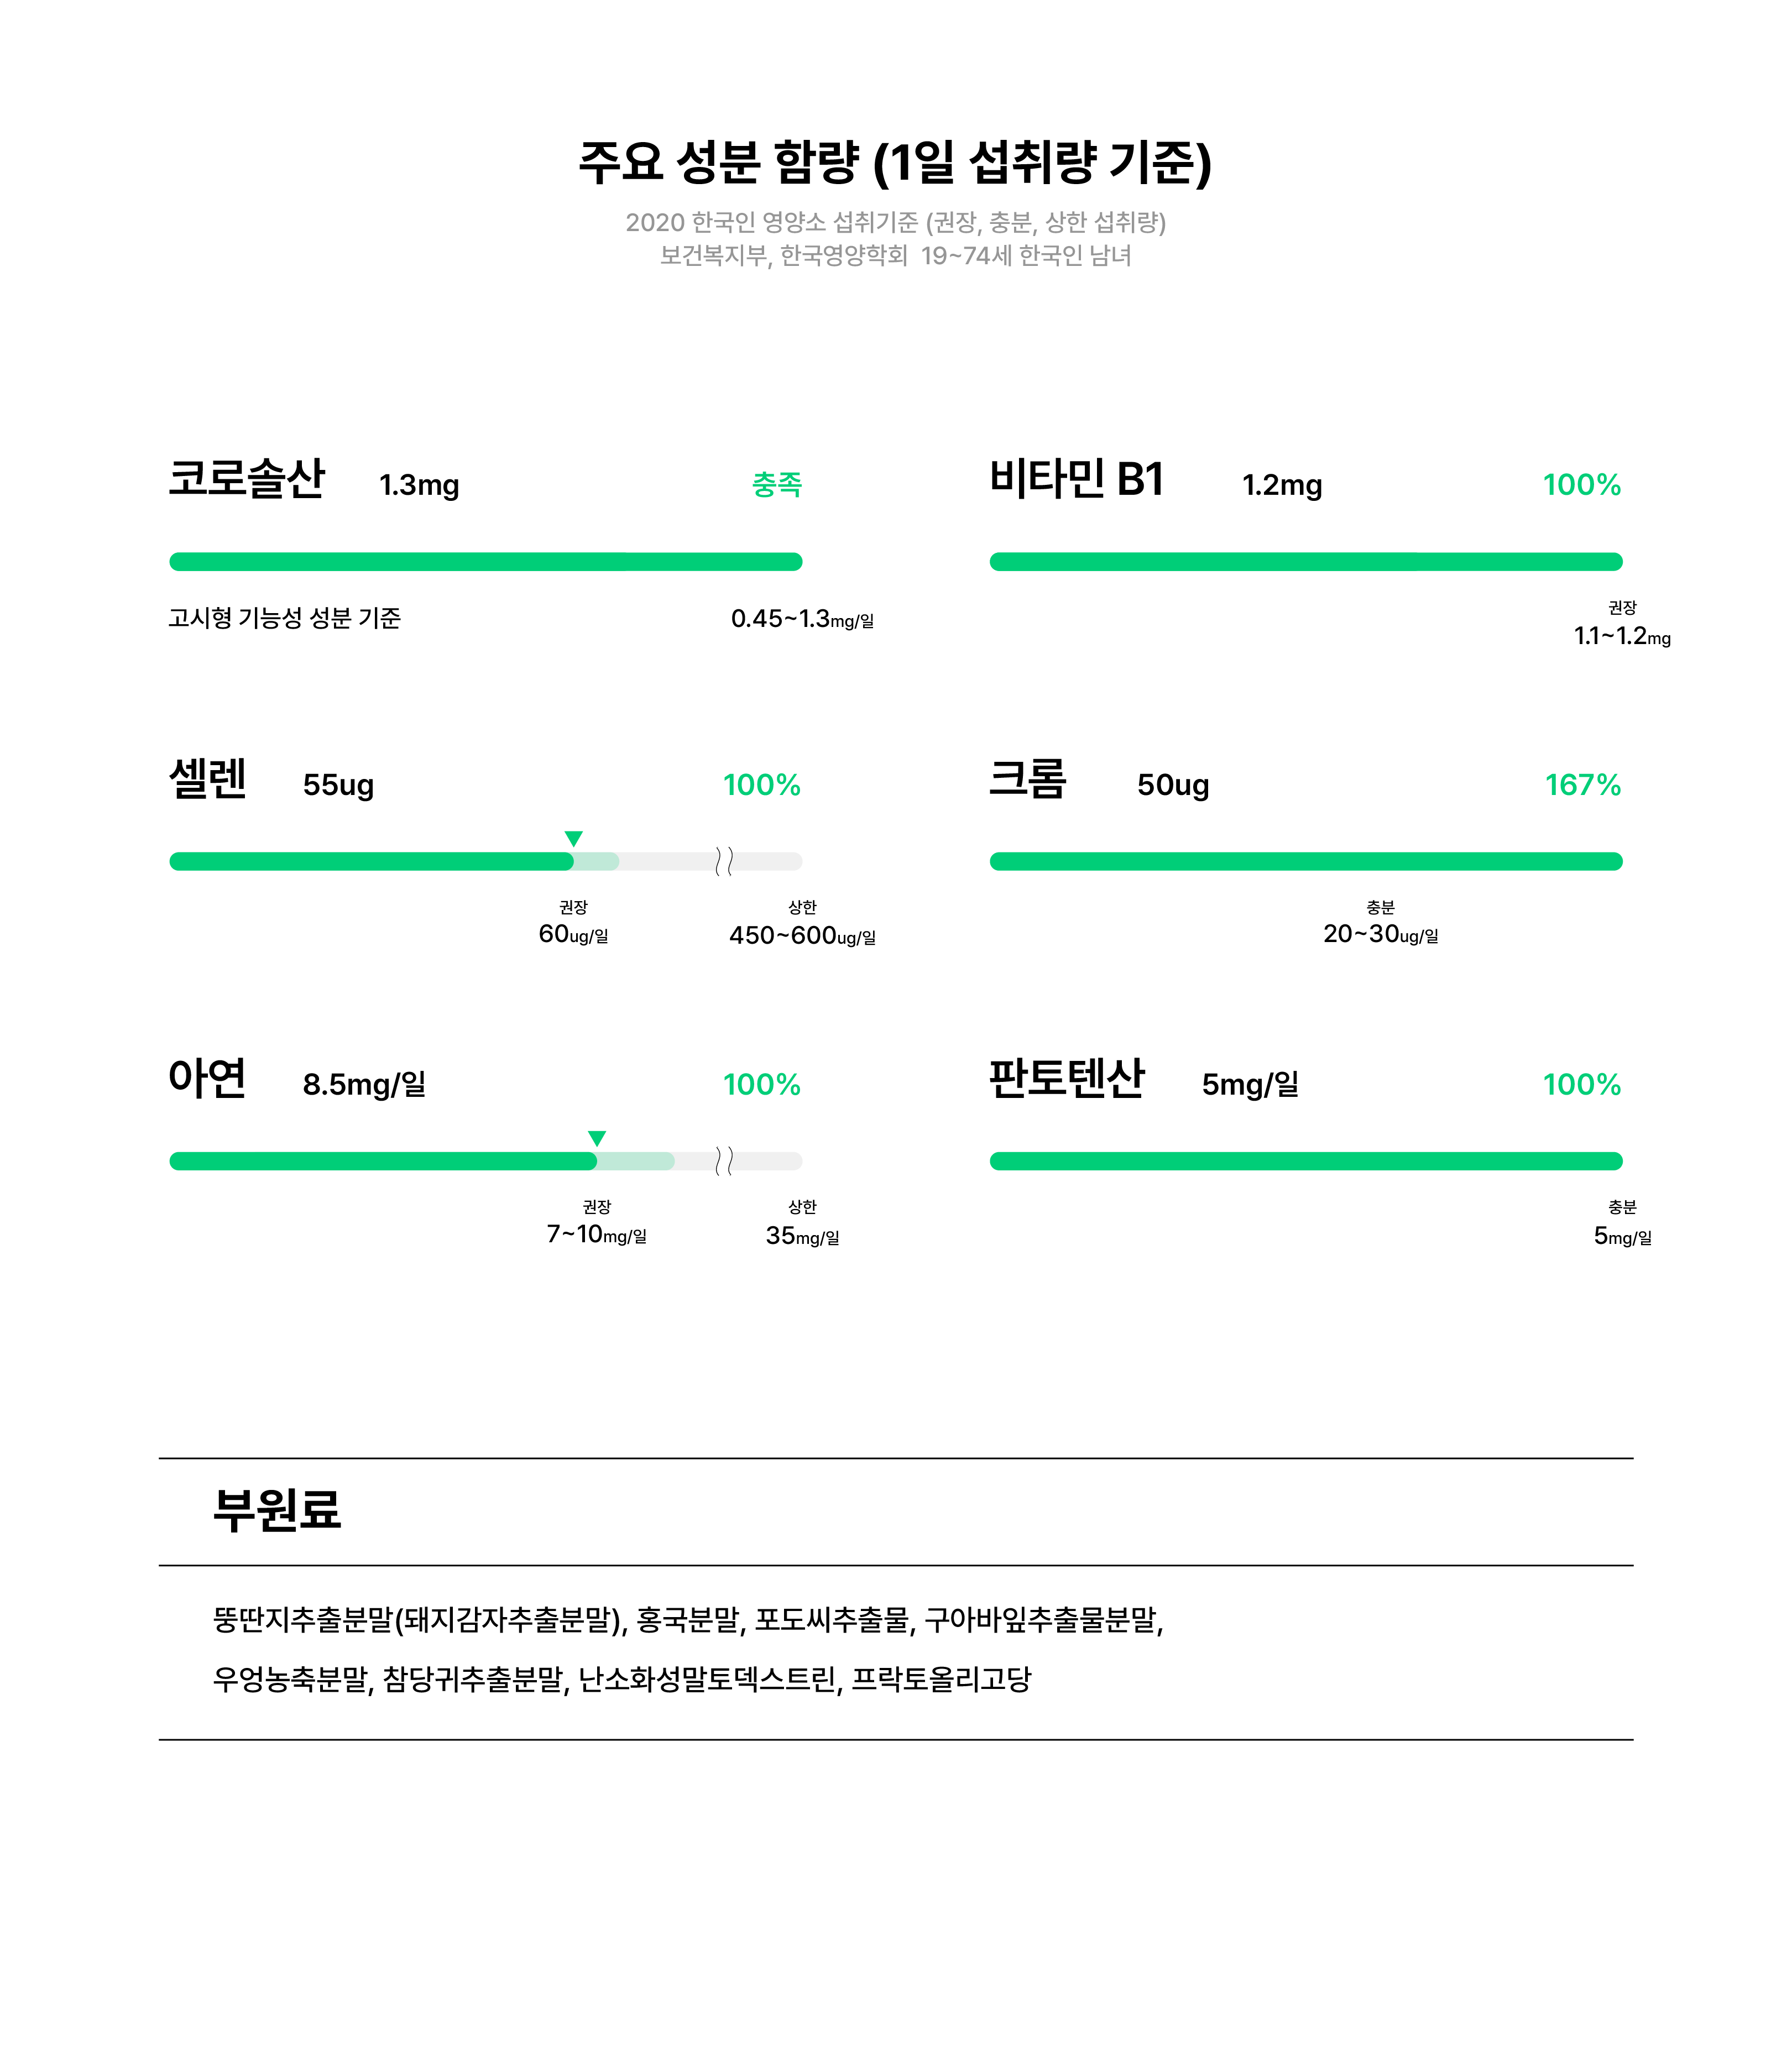 주요 성분 함량 (1일 섭취량 기준)
2020 한국인 영양소 섭취기준 (권장, 충분, 상한 섭취량)
보건복지부, 한국영양학회 19~74세 한국인 남녀
코로솔산 1.3mg 충족
고시형 기능성 성분 기준 0.45~1.3mg/일
비타민 B1 1.2mg 100%
권장
1.1~1.2mg
셀렌 55ug 100%
권장 상한
60ug/일 450~600ug/일
크롬 50ug 167%
충분
20~30ug/일
아연 8.5mg/일 100%
권장 상한
7~10mg/일 35mg/일
판토텐산 5mg/일 100%
충분
5mg/일
부원료
뚱딴지추출분말(돼지감자추출분말), 홍국분말, 포도씨추출물, 구아바잎추출물분말,
우엉농축분말, 참당귀추출분말, 난소화성말토덱스트린, 프락토올리고당